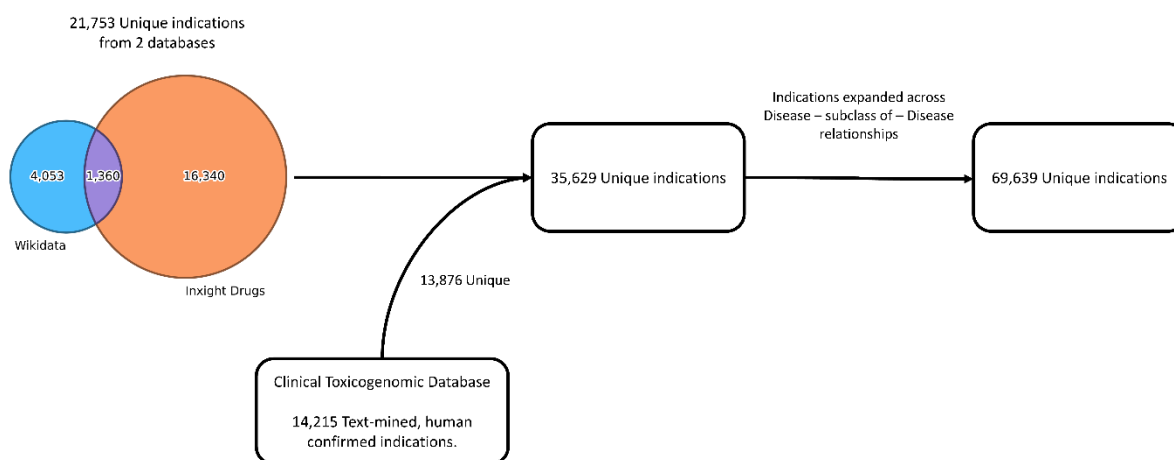 21,753 Unique indications
from 2 databases
4,053
1,360
16,340
Wikidata
Inxight Drugs
13,876 Unique
Clinical Toxicogenomic Database
14,215 Text-mined, human
confirmed indications.
35,629 Unique indications
Indications expanded across
Disease – subclass of – Disease
relationships
69,639 Unique indications